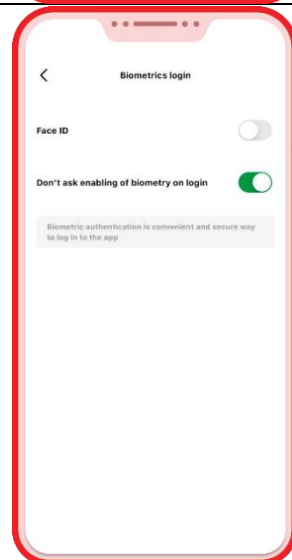 Biometrics login
Face ID
Don't ask enabling of biometry on login
Biometric authentication is convenient and secure way
to log in to the app